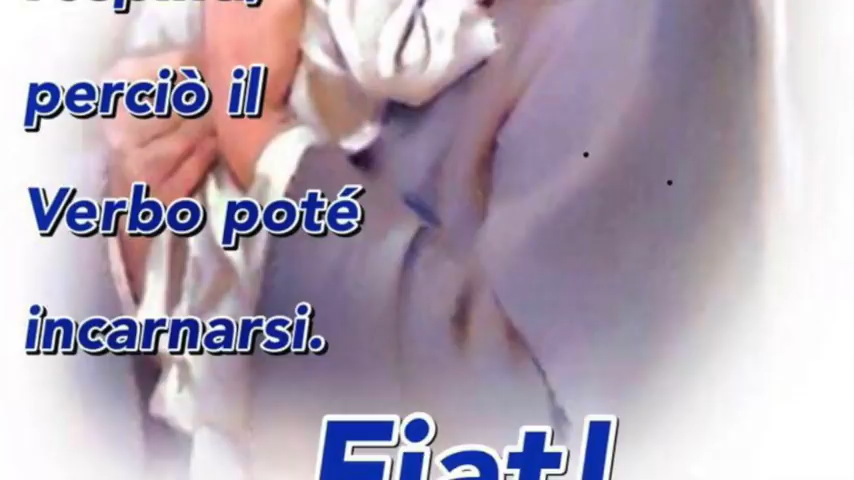 perciò il
Verbo poté
incarnarsi.
Fiat!